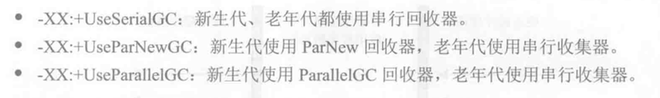 • -XX:+UseSerialGC：新生代、老年代都使用串行回收器。
• -XX:+UseParNewGC：新生代使用 ParNew 回收器，老年代使用串行收集器。
• -XX:+UseParallelGC：新生代使用 ParallelGC 回收器，老年代使用串行收集器。